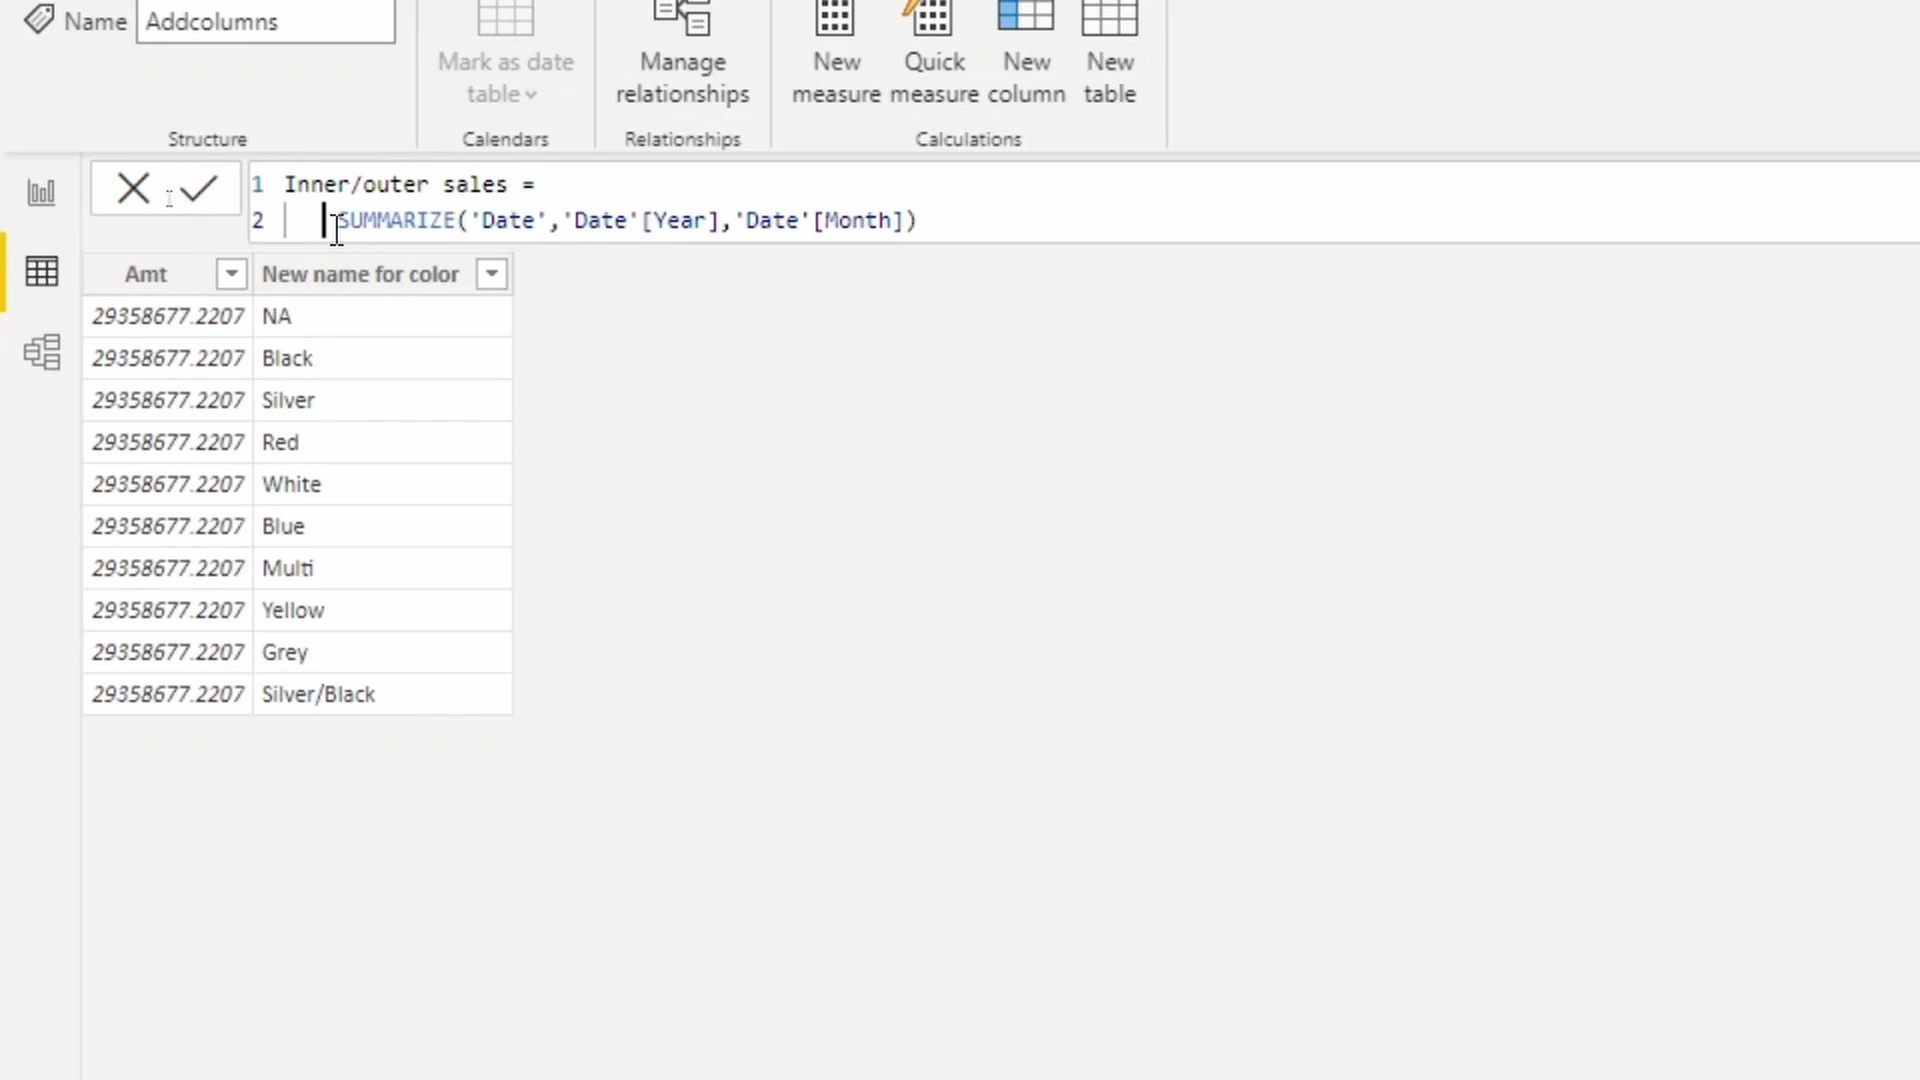 Name Addcolumns
Mark as date
table
Manage
relationships
New
measure
Quick
measure
New
column
New
table
Structure
Calendars
Relationships
Calculations
1 Inner/outer sales =
2 SUMMARIZE('Date','Date'[Year],'Date'[Month])
Amt New name for color
29358677.2207 NA
29358677.2207 Black
29358677.2207 Silver
29358677.2207 Red
29358677.2207 White
29358677.2207 Blue
29358677.2207 Multi
29358677.2207 Yellow
29358677.2207 Grey
29358677.2207 Silver/Black